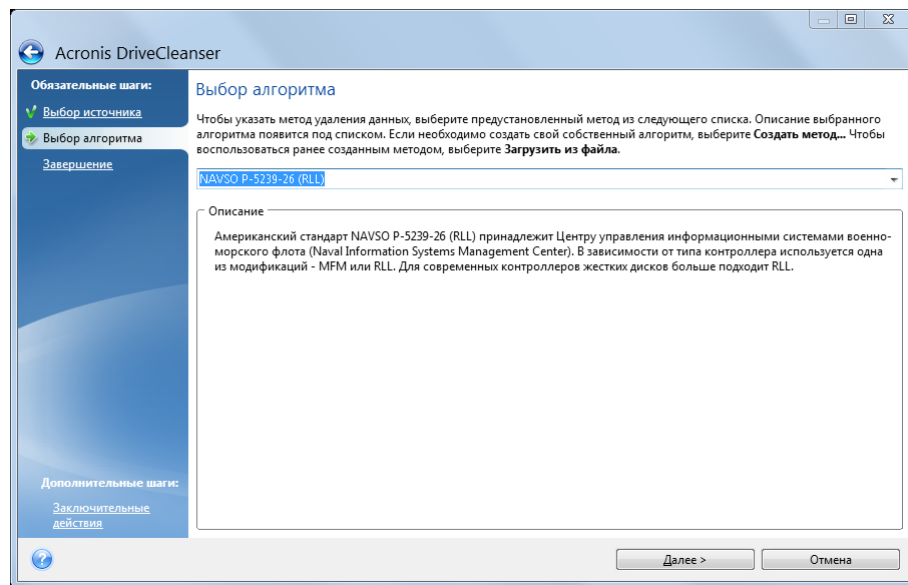 Acronis DriveCleanser
Обязательные шаги:
Выбор источника
Выбор алгоритма
Завершение
Дополнительные шаги:
Заключительные
действия
Выбор алгоритма
Чтобы указать метод удаления данных, выберите предустановленный метод из следующего списка. Описание выбранного
алгоритма появится под списком. Если необходимо создать свой собственный алгоритм, выберите Создать метод... Чтобы
воспользоваться ранее созданным методом, выберите Загрузить из файла.
NAVSO P-5239-26 (RLL)
Описание
Американский стандарт NAVSO P-5239-26 (RLL) принадлежит Центру управления информационными системами военно-
морского флота (Naval Information Systems Management Center). В зависимости от типа контроллера используется одна
из модификаций - MFM или RLL. Для современных контроллеров жестких дисков больше подходит RLL.
Далее >
Отмена